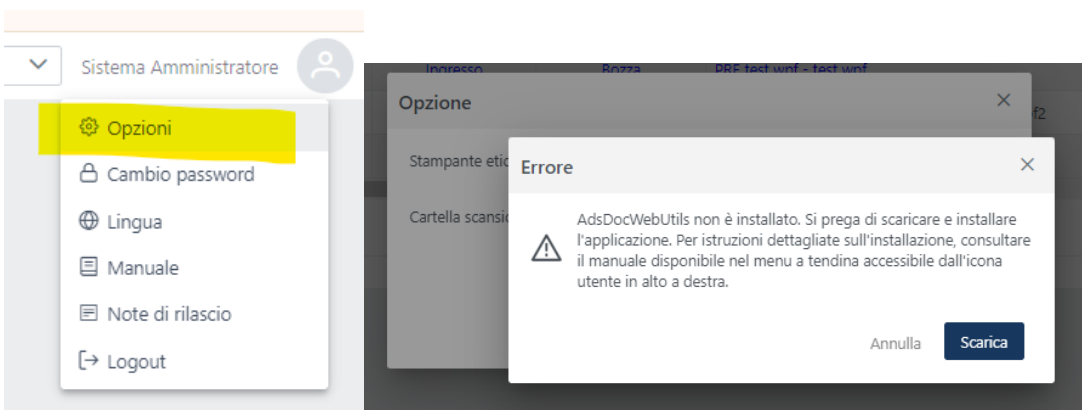 Sistema Amministratore
Opzioni
Cambio password
Lingua
Manuale
Note di rilascio
Logout
Ingresso Bozza PRF test wpf - test wpf
Opzione
f2
Stampante etic
Cartella scansio
Errore
AdsDocWebUtils non è installato. Si prega di scaricare e installare
l'applicazione. Per istruzioni dettagliate sull'installazione, consultare
il manuale disponibile nel menu a tendina accessibile dall'icona
utente in alto a destra.
Annulla Scarica